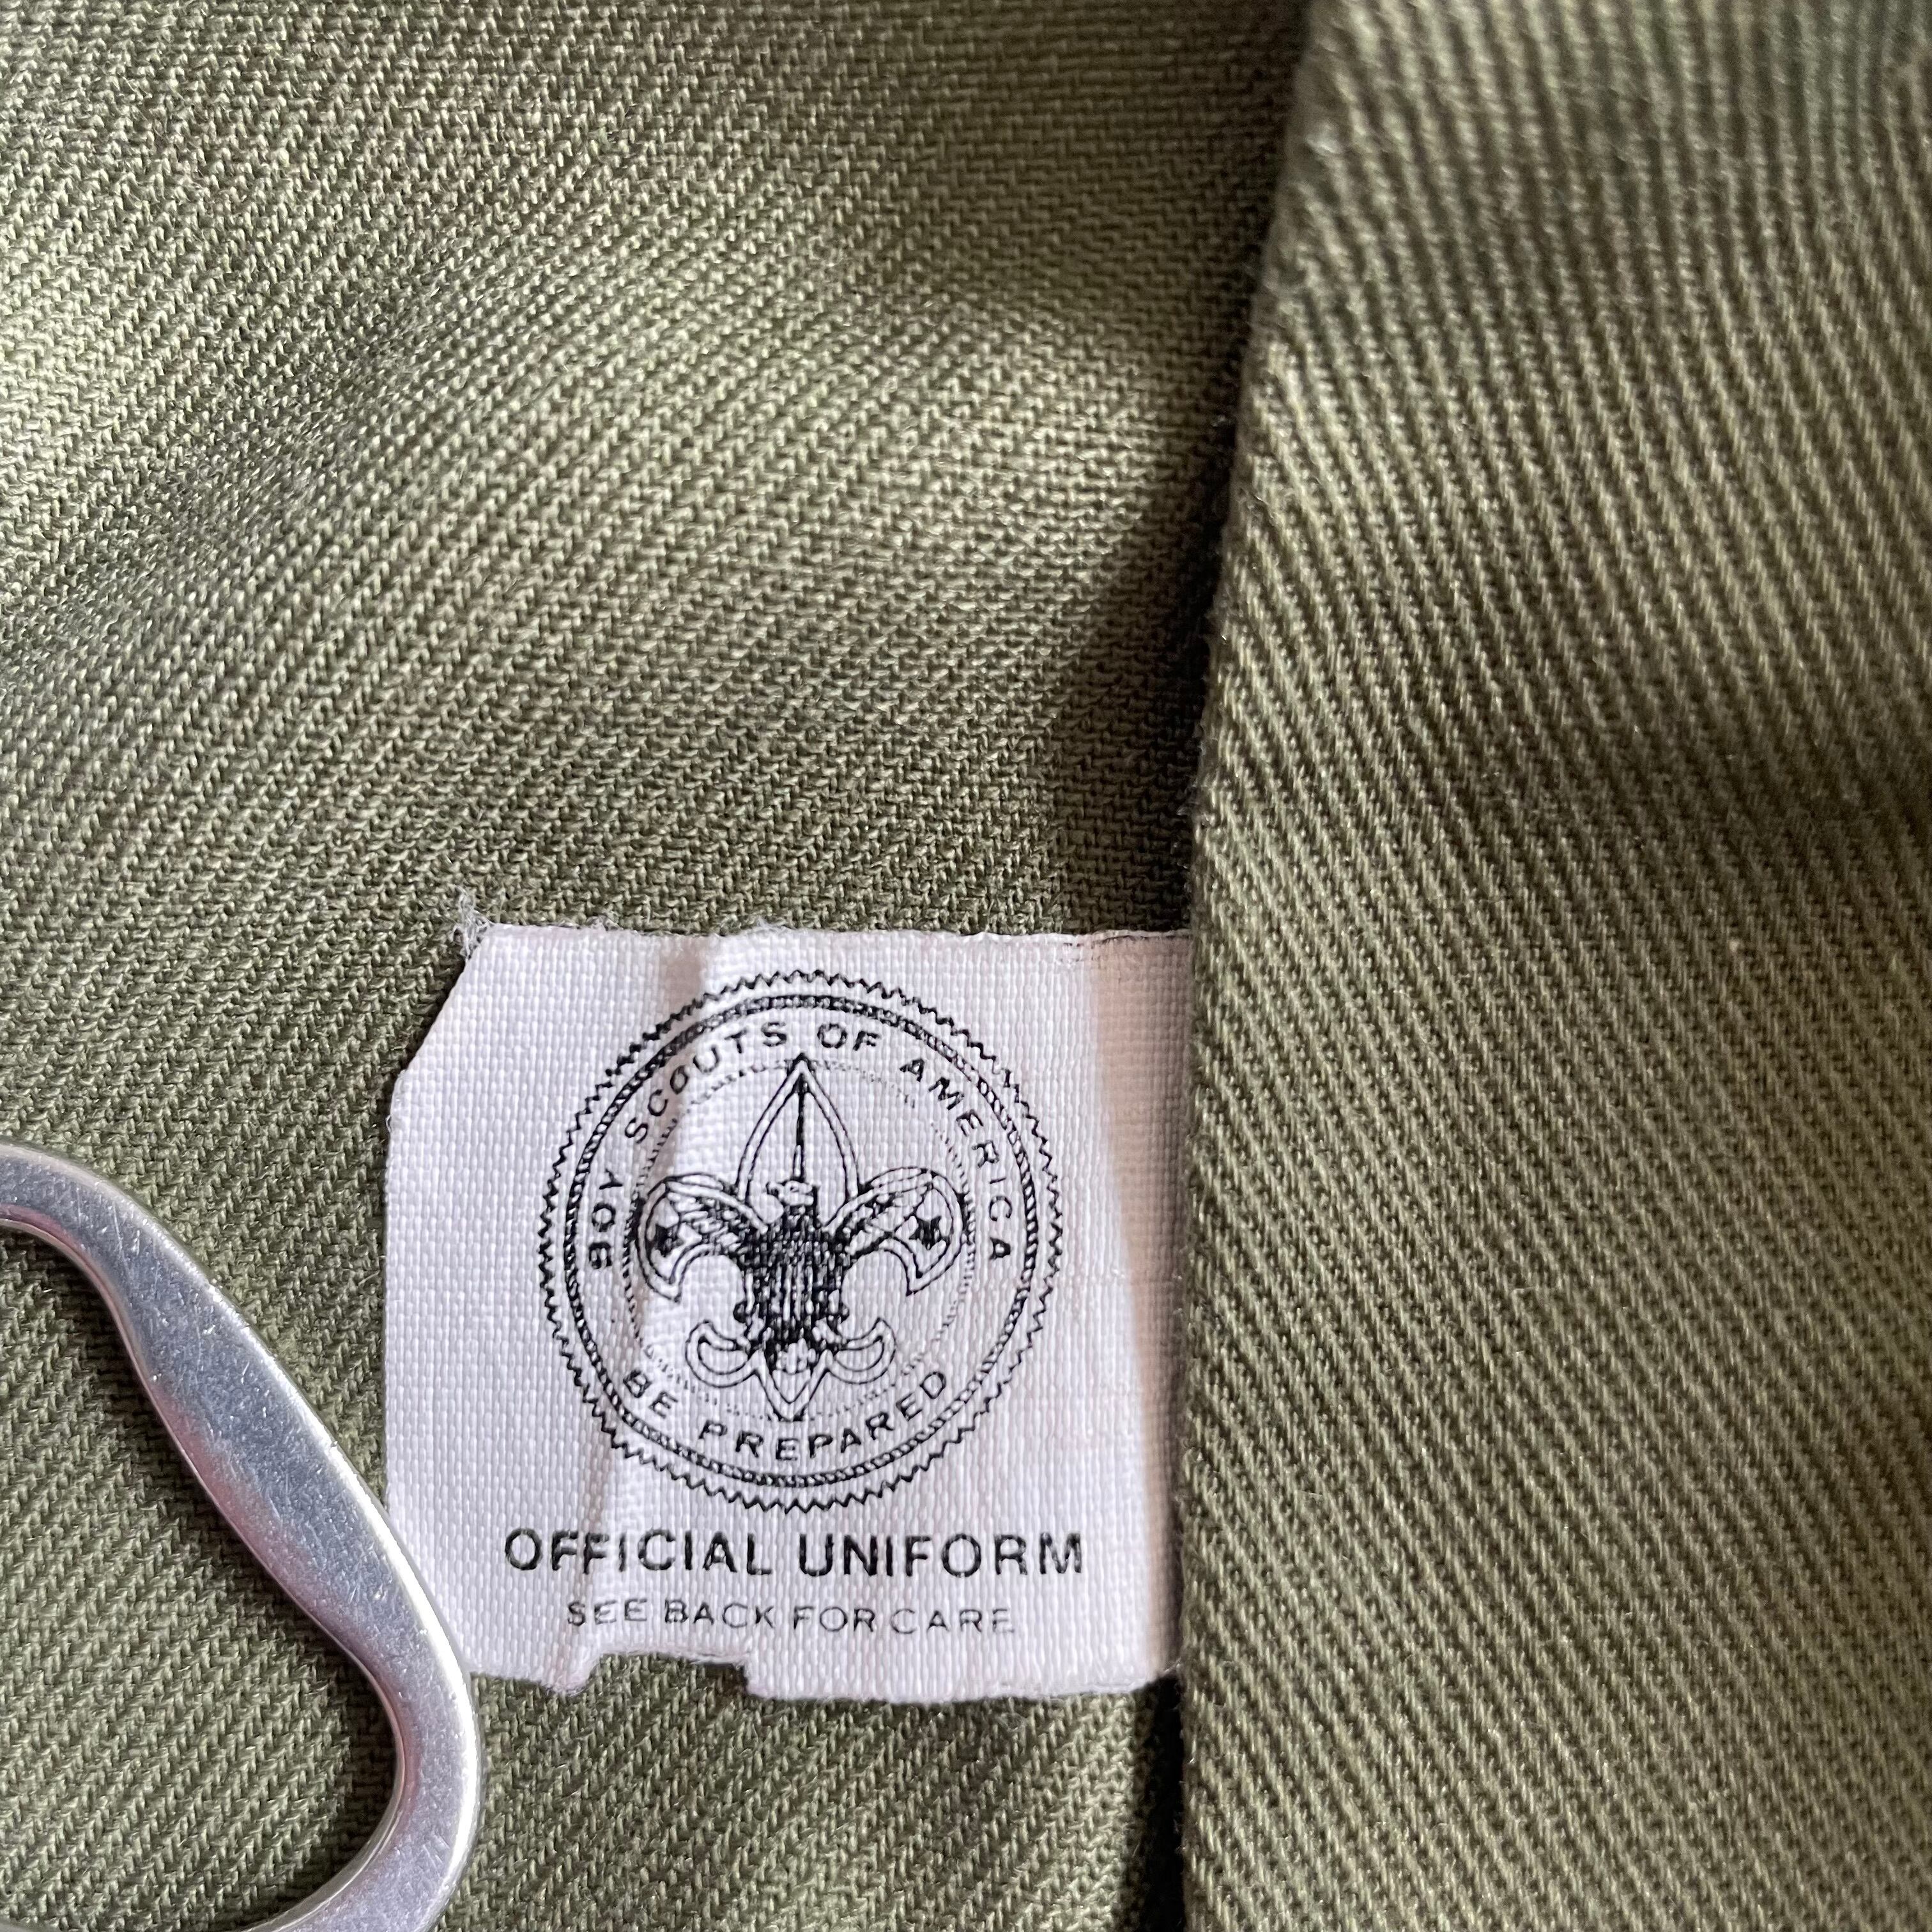 BOY SCOUTS OF AMERICA
BE PREPARED
OFFICIAL UNIFORM
SEE BACK FOR CARE